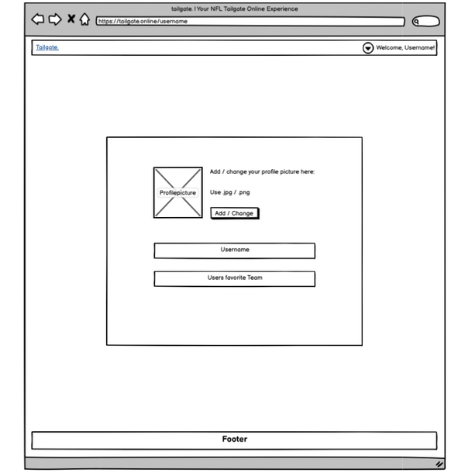 tailgate. | Your NFL Tailgate Online Experience
https://tailgate.online/username
Tailgate.
Welcome, Username!
Add / change your profile picture here:
Profilepicture
Use .jpg / .png
Add / Change
Username
Users favorite Team
Footer